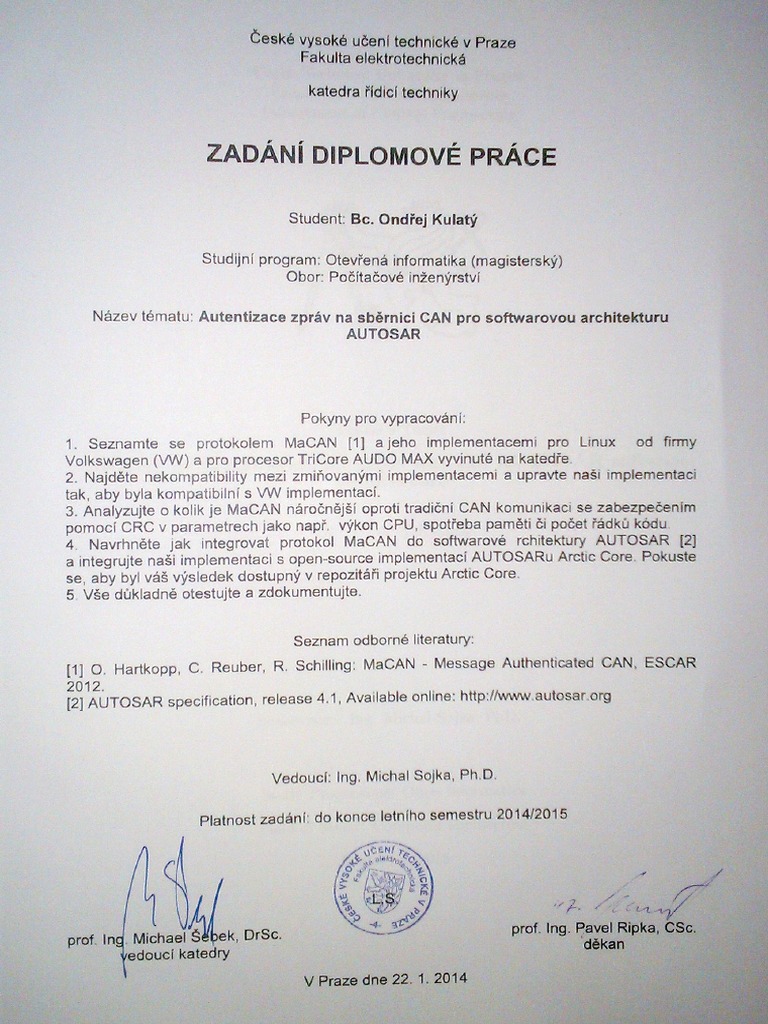 České vysoké učení technické v Praze
Fakulta elektrotechnická
katedra řídicí techniky
ZADÁNÍ DIPLOMOVÉ PRÁCE
Student: Bc. Ondřej Kulatý
Studijní program: Otevřená informatika (magisterský)
Obor: Počítačové inženýrství
Název tématu: Autentizace zpráv na sběrnici CAN pro softwarovou architekturu
AUTOSAR
Pokyny pro vypracování:
1. Seznamte se protokolem MaCAN [1] a jeho implementacemi pro Linux od firmy
Volkswagen (VW) a pro procesor TriCore AUDO MAX vyvinuté na katedře.
2. Najděte nekompatibility mezi zmiňovanými implementacemi a upravte naši implementaci
tak, aby byla kompatibilní s VW implementací.
3. Analyzujte o kolik je MaCAN náročnější oproti tradiční CAN komunikaci se zabezpečením
pomocí CRC v parametrech jako např. výkon CPU, spotřeba paměti či počet řádků kódu.
4. Navrhněte jak integrovat protokol MaCAN do softwarové rchitektury AUTOSAR [2]
a integrujte naši implementaci s open-source implementací AUTOSARu Arctic Core. Pokuste
se, aby byl váš výsledek dostupný v repozitáři projektu Arctic Core.
5. Vše důkladně otestujte a zdokumentujte.
Seznam odborné literatury:
[1] O. Hartkopp, C. Reuber, R. Schilling: MaCAN - Message Authenticated CAN, ESCAR
2012.
[2] AUTOSAR specification, release 4.1, Available online: http://www.autosar.org
Vedoucí: Ing. Michal Sojka, Ph.D.
Platnost zadání: do konce letního semestru 2014/2015
ČESKÉ VYSOKÉ UČENÍ TECHNICKÉ V PRAZE
Fakulta elektrotechnická
L.S.
-4-
prof. Ing. Michael Šebek, DrSc.
vedoucí katedry
prof. Ing. Pavel Ripka, CSc.
děkan
V Praze dne 22. 1. 2014